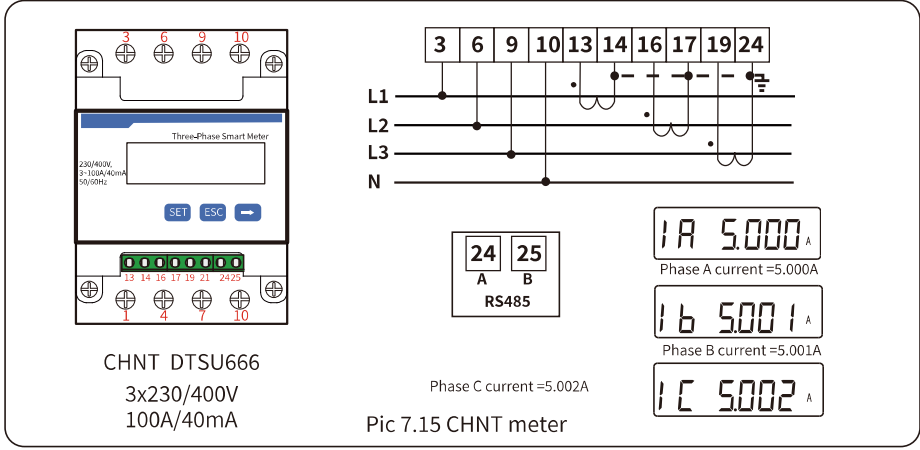 3 6 9 10
Three-Phase Smart Meter
230/400V,
3~100A/40mA
50/60Hz
SET ESC
13 14 16 17 19 21 24 25
1 4 7 10
CHNT DTSU666
3x230/400V
100A/40mA
3 6 9 10 13 14 16 17 19 24
L1
L2
L3
N
24 25
A B
RS485
IA 5.000 A
Phase A current =5.000A
Ib 5.001 A
Phase B current =5.001A
IC 5.002 A
Phase C current =5.002A
Pic 7.15 CHNT meter